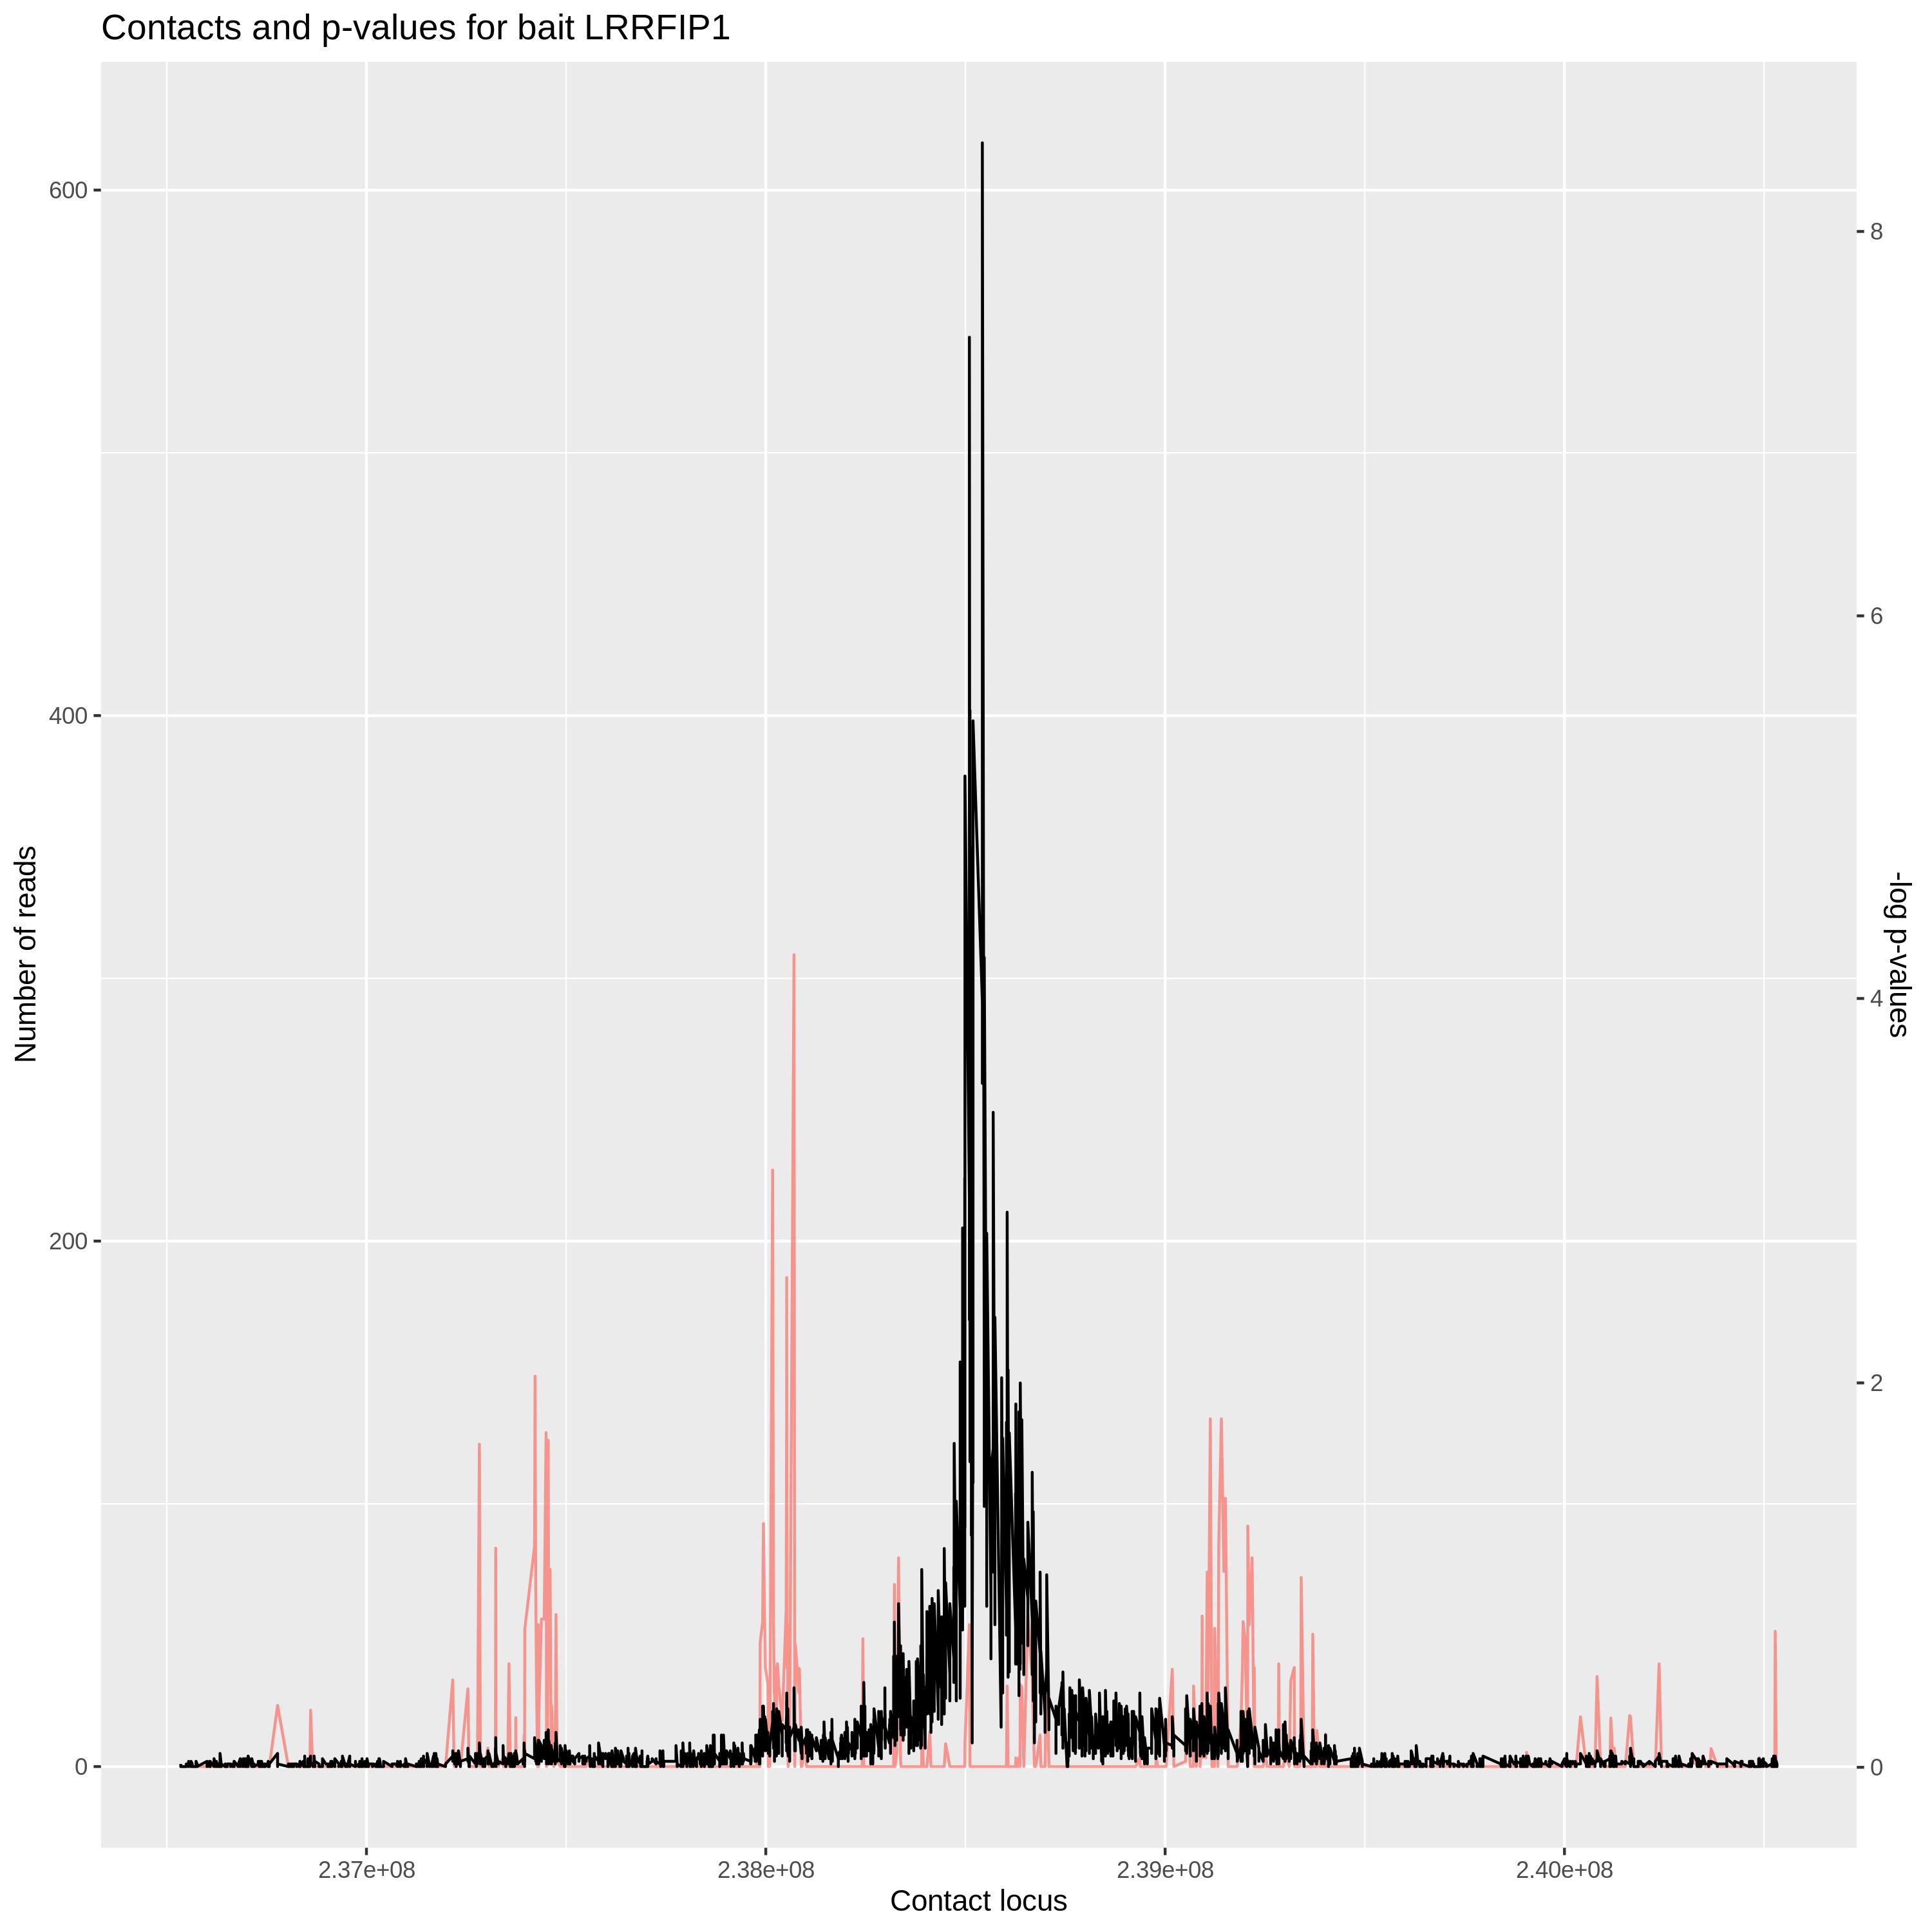 Contacts and p-values for bait LRRFIP1
600
400
200
0
Number of reads
8
6
4
2
0
-log p-values
2.37e+08
2.38e+08
2.39e+08
2.40e+08
Contact locus